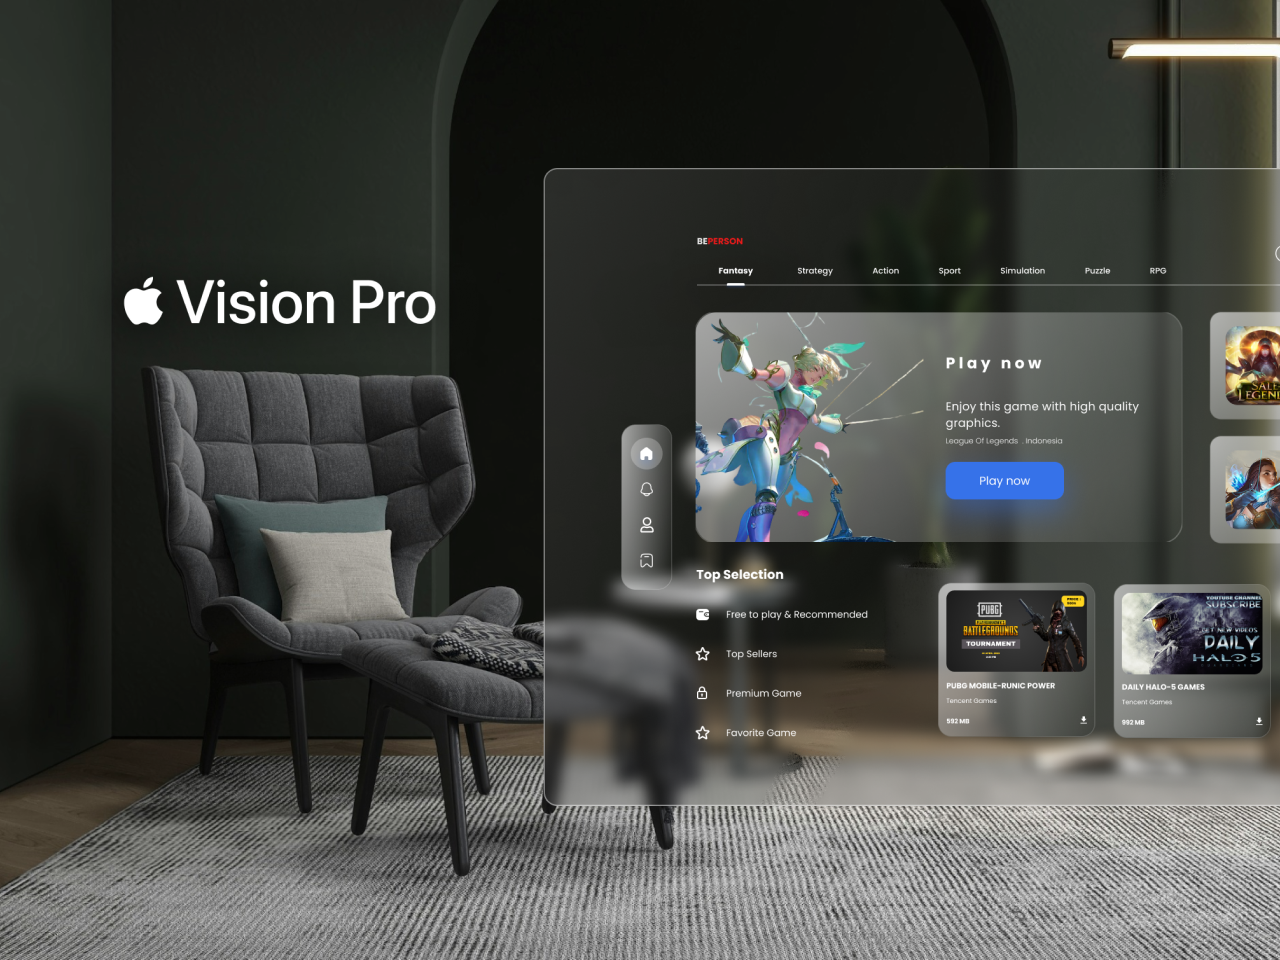 Vision Pro
BEPERSON
Fantasy
Strategy
Action
Sport
Simulation
Puzzle
RPG
Play now
Enjoy this game with high quality
graphics.
League Of Legends . Indonesia
Play now
Top Selection
Free to play & Recommended
Top Sellers
Premium Game
Favorite Game
PUBG
BATTLEGROUNDS
TOURNAMENT
PUBG MOBILE-RUNIC POWER
Tencent Games
592 MB
YOUTUBE CHANNEL
SUBSCRIBE
GET NEW VIDEOS
DAILY
HALO 5
DAILY HALO-5 GAMES
Tencent Games
992 MB